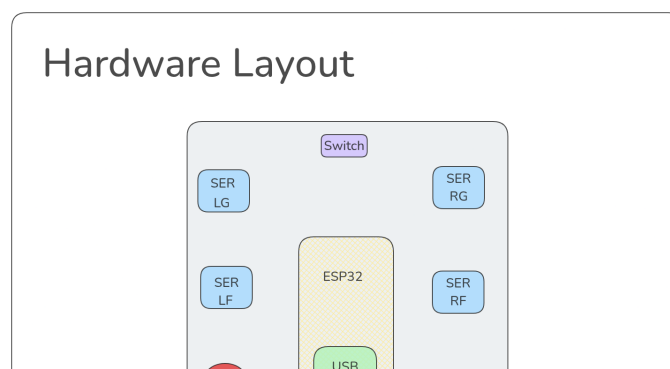 Hardware Layout
Switch
SER
LG
SER
RG
ESP32
SER
LF
SER
RF
USB